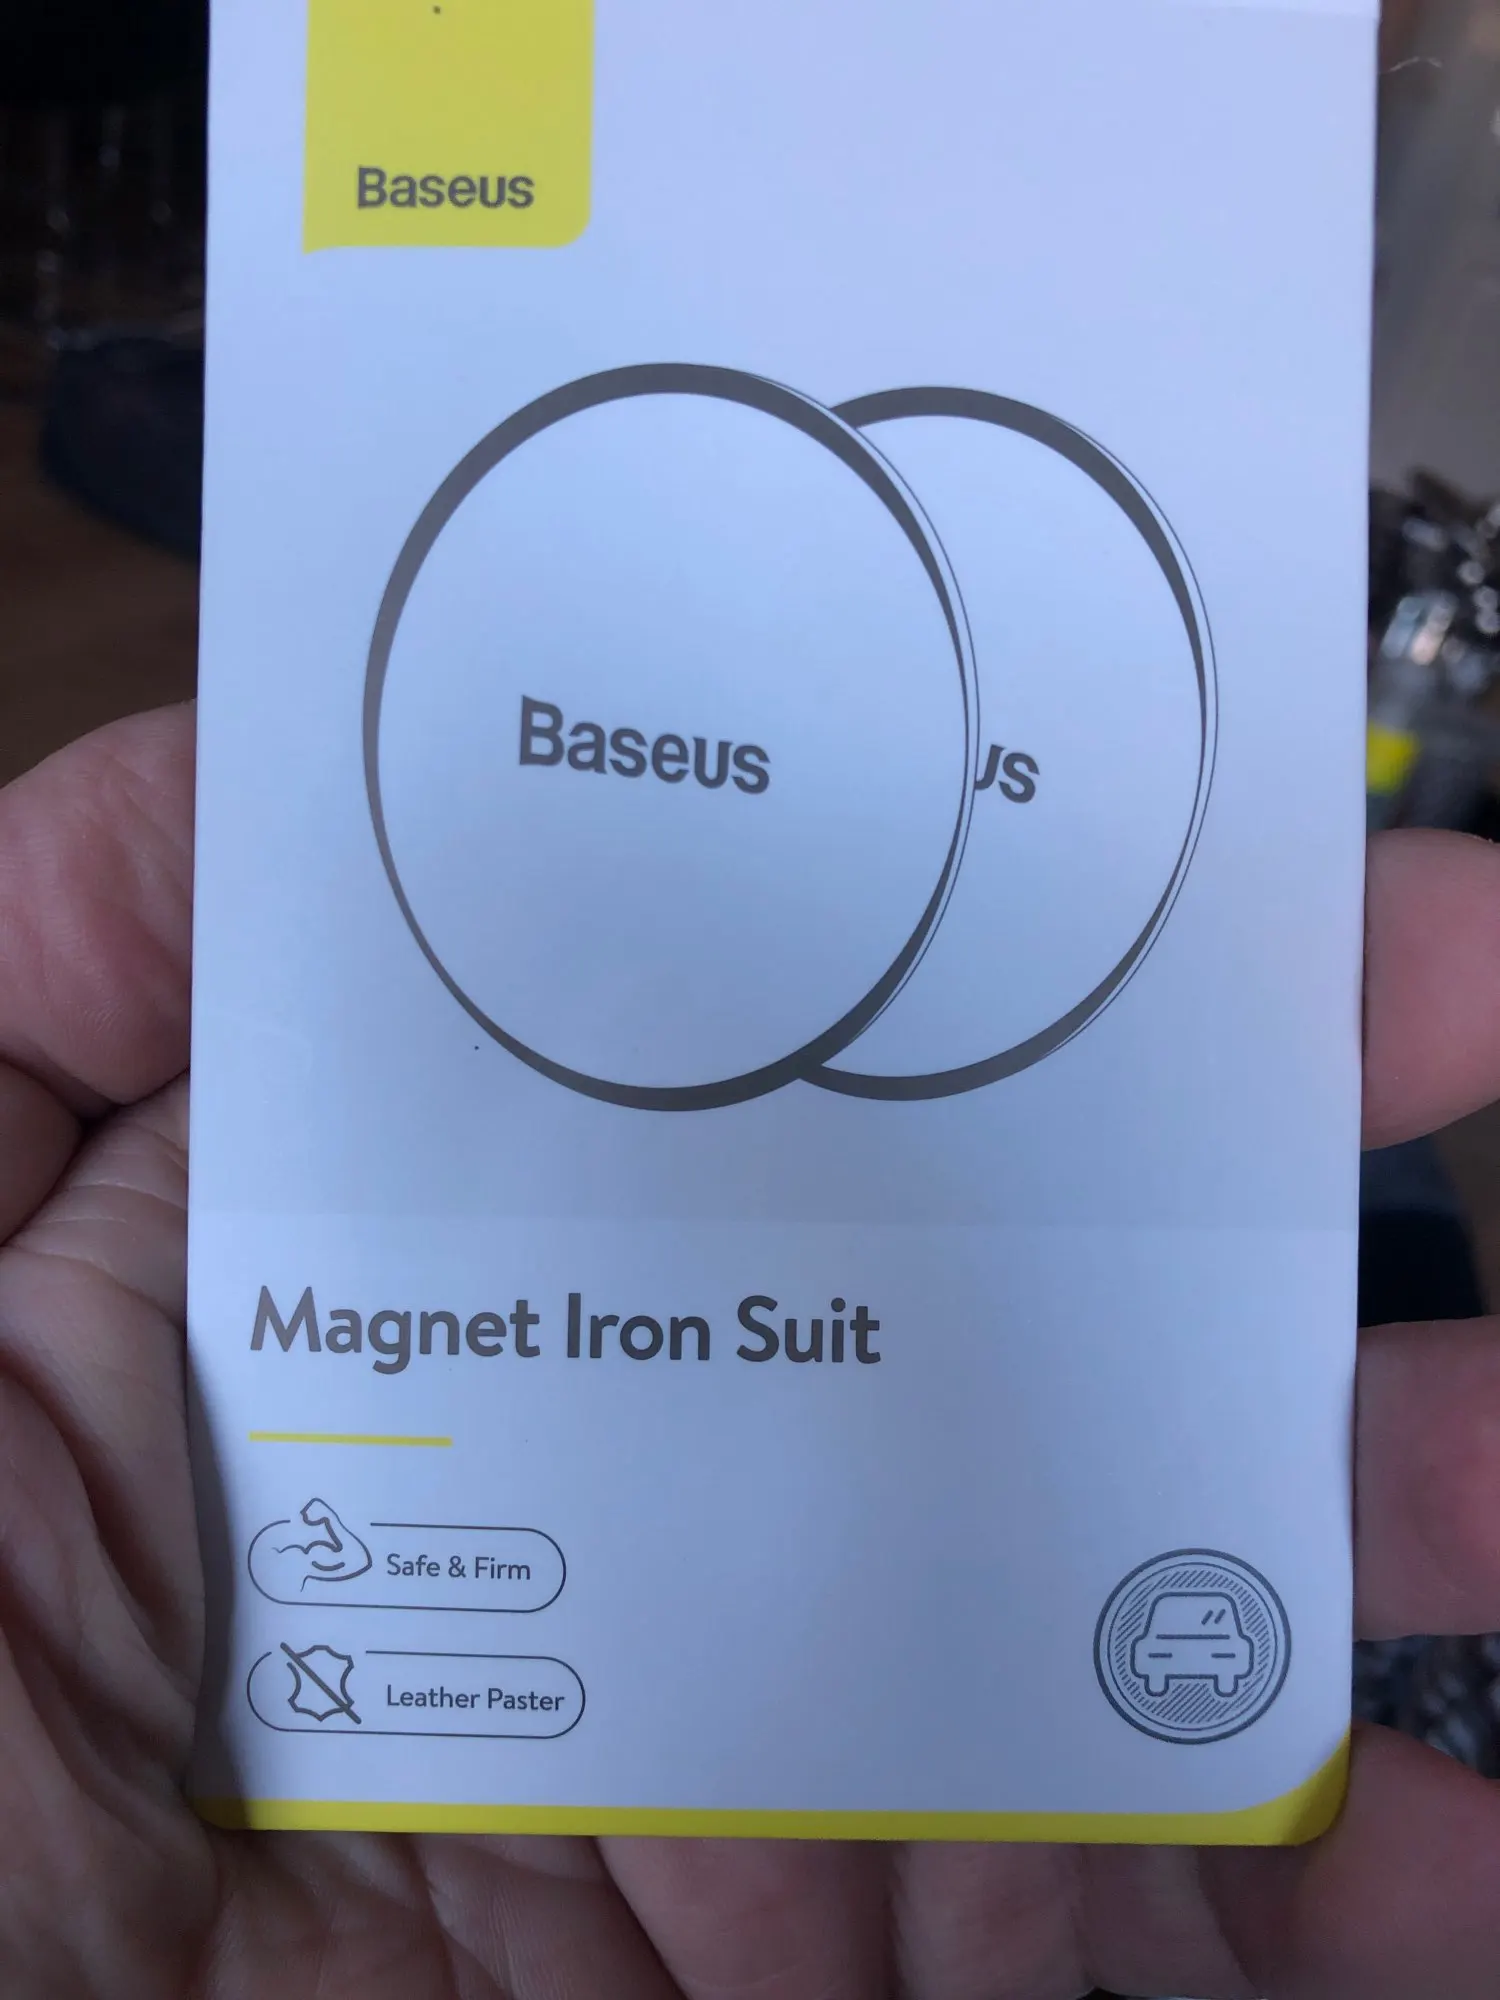 Baseus
Baseus
us
Magnet Iron Suit
Safe & Firm
Leather Paster